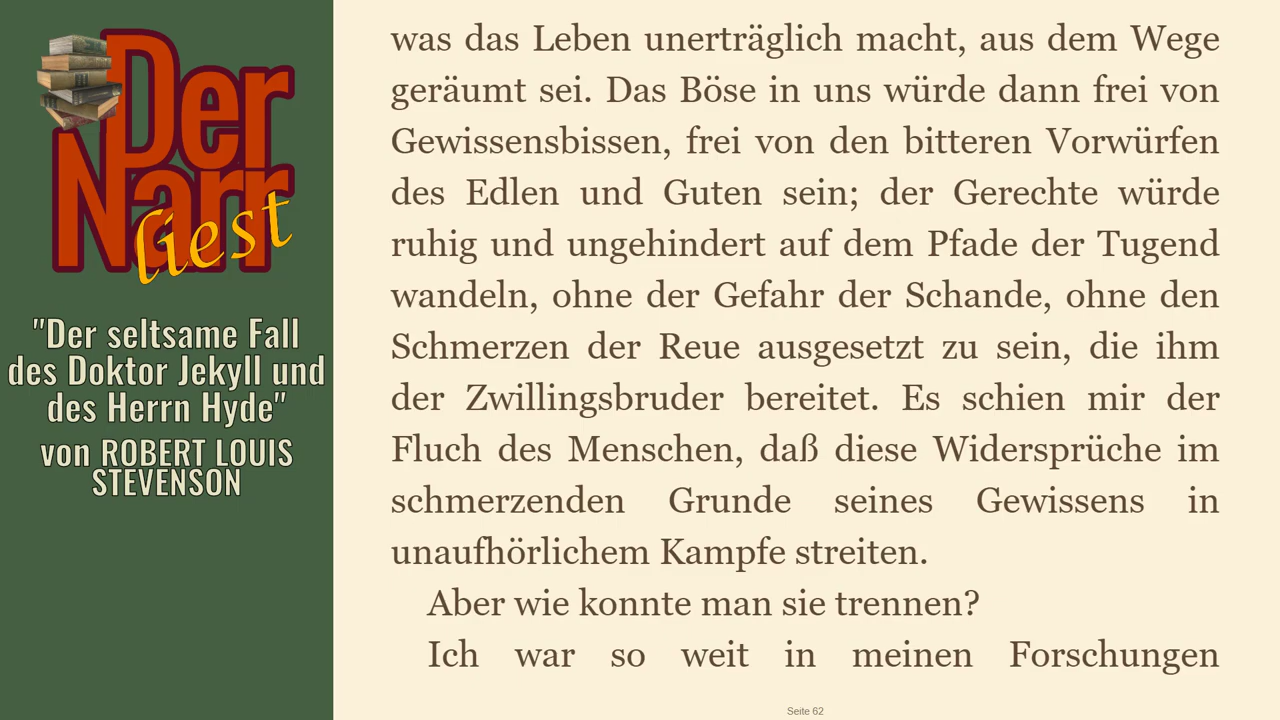 Der
Narr
liest
"Der seltsame Fall
des Doktor Jekyll und
des Herrn Hyde"
von ROBERT LOUIS
STEVENSON
was das Leben unerträglich macht, aus dem Wege
geräumt sei. Das Böse in uns würde dann frei von
Gewissensbissen, frei von den bitteren Vorwürfen
des Edlen und Guten sein; der Gerechte würde
ruhig und ungehindert auf dem Pfade der Tugend
wandeln, ohne der Gefahr der Schande, ohne den
Schmerzen der Reue ausgesetzt zu sein, die ihm
der Zwillingsbruder bereitet. Es schien mir der
Fluch des Menschen, daß diese Widersprüche im
schmerzenden Grunde seines Gewissens in
unaufhörlichem Kampfe streiten.
Aber wie konnte man sie trennen?
Ich war so weit in meinen Forschungen
Seite 62